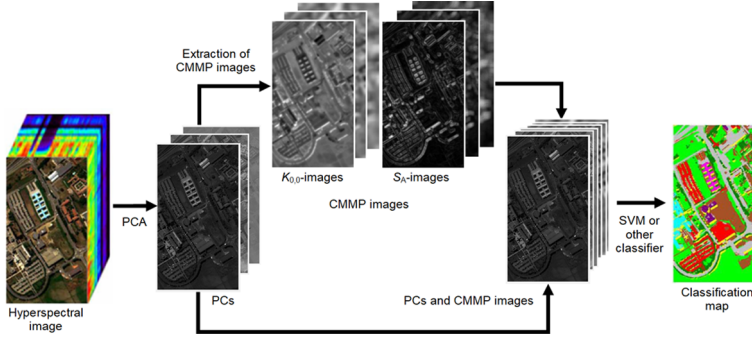 Extraction of
CMMP images
K0,0-images
SA-images
CMMP images
PCA
PCs
Hyperspectral
image
PCs and CMMP images
SVM or
other
classifier
Classification
map